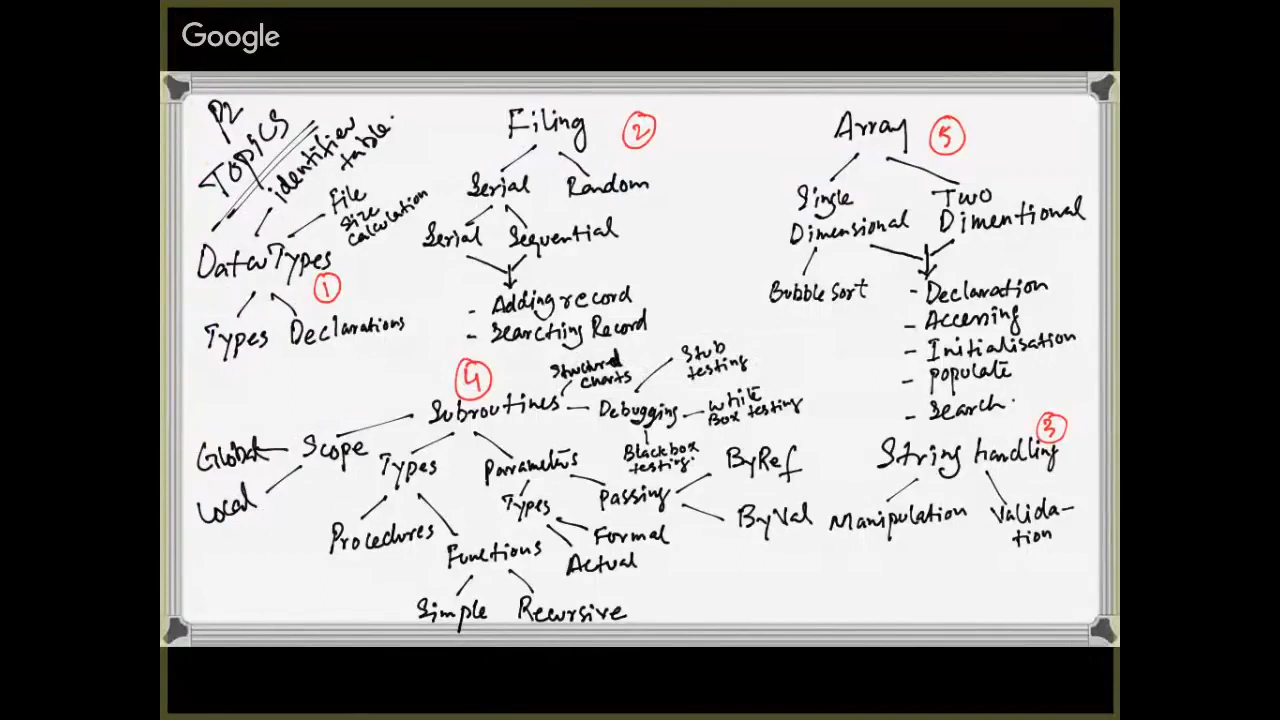 Google
P2
Topics
identifier
table.
File
size
calculation
Data Types
1
Types
Declarations
Filing
2
Serial
Random
Serial
Sequential
- Adding record
- Searching Record
Array
5
Single
Dimensional
Two
Dimentional
Bubble Sort
- Declaration
- Accessing
- Initialisation
- populate
- Search.
4
Subroutines
Structured
charts
Debugging
Stub
testing
White
Box testing
Blackbox
testing.
Scope
Global
Local
Types
Procedures
Functions
Simple
Recursive
Parameters
Types
Formal
Actual
Passing
ByRef
ByVal
3
String handling
Manipulation
Valida-
tion